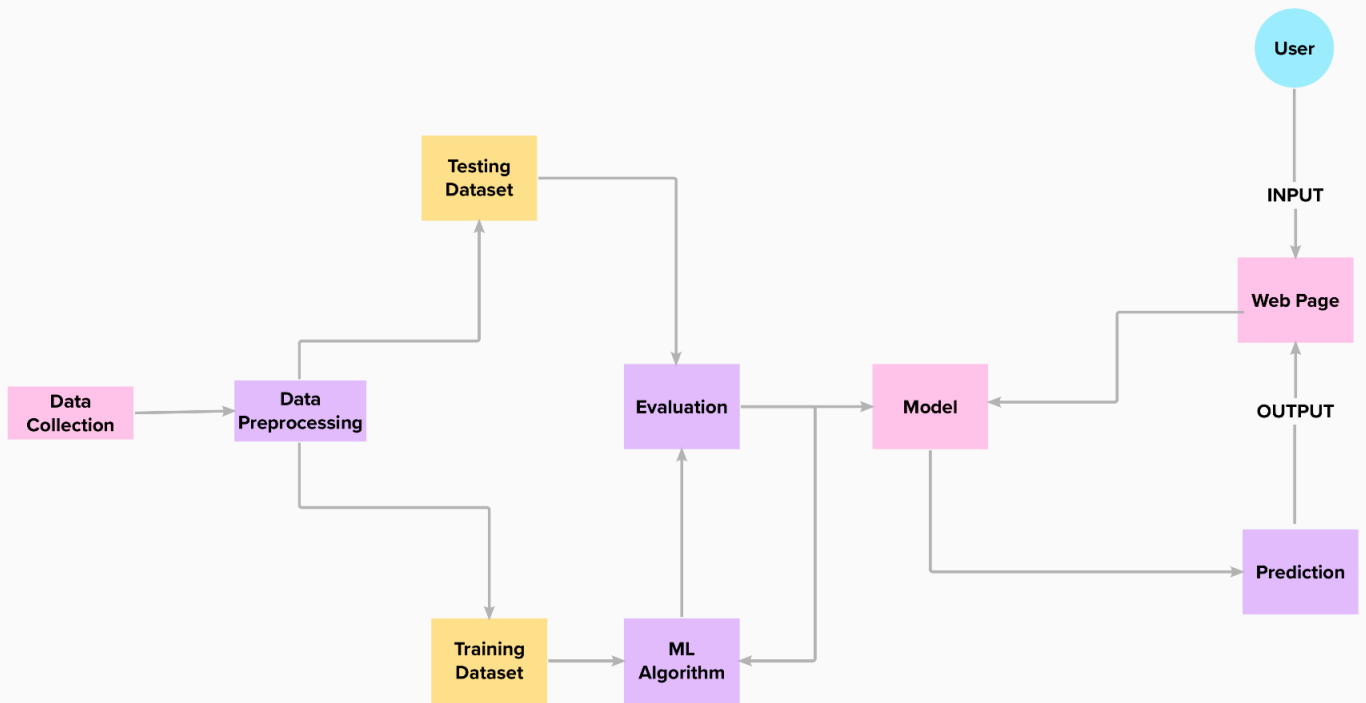 User
Testing
Dataset
INPUT
Web Page
Data
Collection
Data
Preprocessing
Evaluation
Model
OUTPUT
Prediction
Training
Dataset
ML
Algorithm